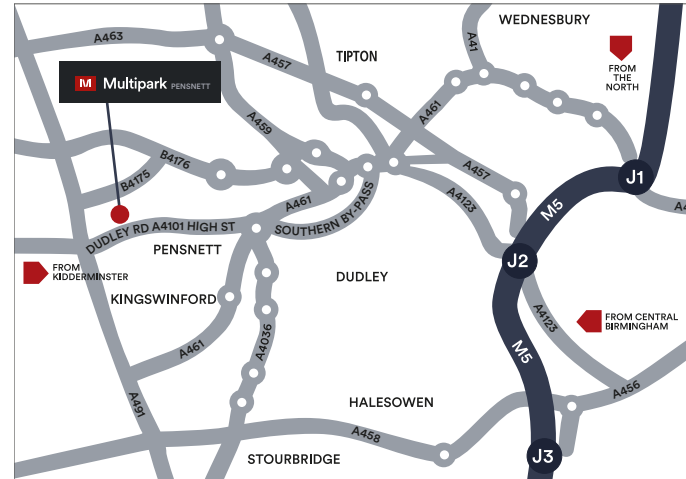 WEDNESBURY
A463
A41
TIPTON
A457
FROM
THE
NORTH
M Multipark PENSNETT
A461
A459
B4176
A457
J1
B4175
A461
A4123
M5
A4
DUDLEY RD A4101 HIGH ST
SOUTHERN BY-PASS
PENSNETT
J2
FROM
KIDDERMINSTER
DUDLEY
KINGSWINFORD
A4123
FROM CENTRAL
BIRMINGHAM
A461
A4036
M5
A491
HALESOWEN
A456
A458
STOURBRIDGE
J3